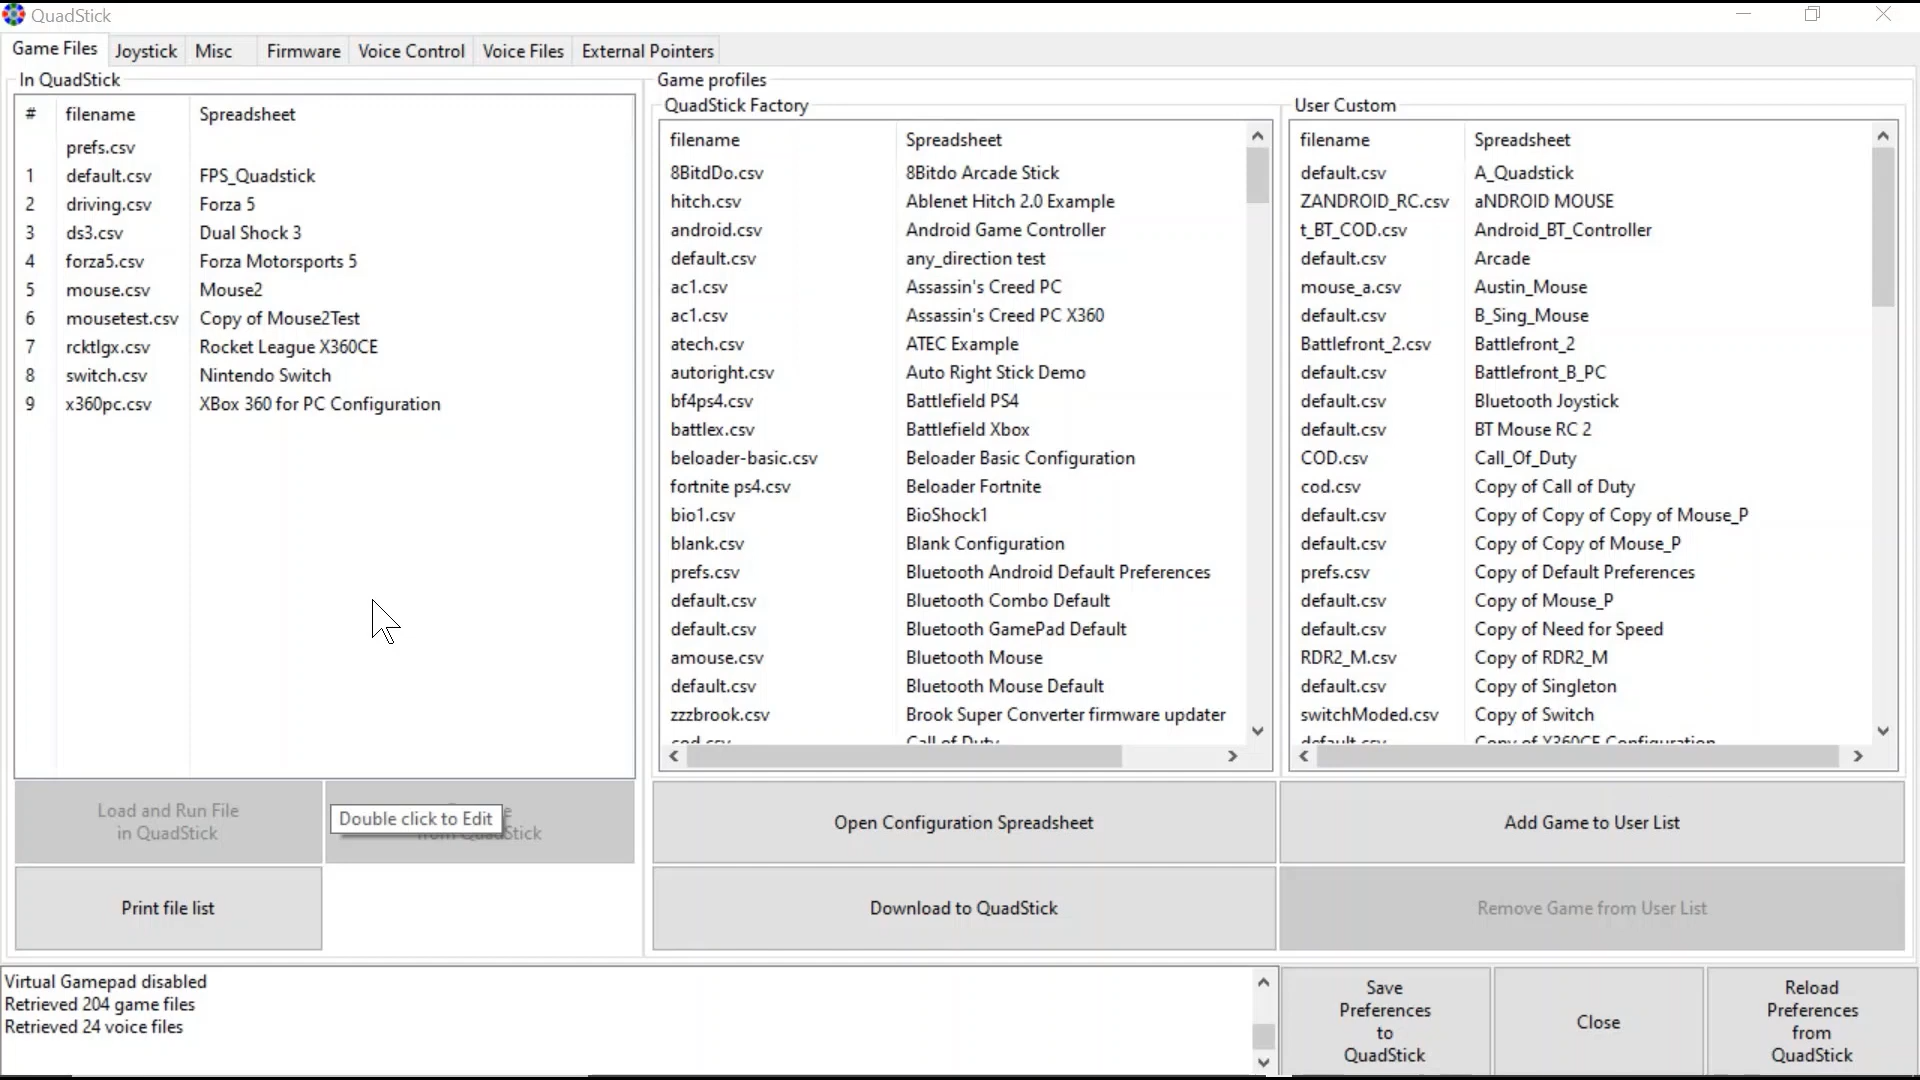 QuadStick
Game Files Joystick Misc Firmware Voice Control Voice Files External Pointers
In QuadStick
# filename Spreadsheet
prefs.csv
1 default.csv FPS_Quadstick
2 driving.csv Forza 5
3 ds3.csv Dual Shock 3
4 forza5.csv Forza Motorsports 5
5 mouse.csv Mouse2
6 mousetest.csv Copy of Mouse2Test
7 rcktlgx.csv Rocket League X360CE
8 switch.csv Nintendo Switch
9 x360pc.csv XBox 360 for PC Configuration
Load and Run File
in QuadStick
Double click to Edit
Print file list
Game profiles
QuadStick Factory
filename Spreadsheet
8BitdDo.csv 8Bitdo Arcade Stick
hitch.csv Ablenet Hitch 2.0 Example
android.csv Android Game Controller
default.csv any_direction test
ac1.csv Assassin's Creed PC
ac1.csv Assassin's Creed PC X360
atech.csv ATEC Example
autoright.csv Auto Right Stick Demo
bf4ps4.csv Battlefield PS4
battlex.csv Battlefield Xbox
beloader-basic.csv Beloader Basic Configuration
fortnite ps4.csv Beloader Fortnite
bio1.csv BioShock1
blank.csv Blank Configuration
prefs.csv Bluetooth Android Default Preferences
default.csv Bluetooth Combo Default
default.csv Bluetooth GamePad Default
amouse.csv Bluetooth Mouse
default.csv Bluetooth Mouse Default
zzzbrook.csv Brook Super Converter firmware updater
cod.csv Call of Duty
User Custom
filename Spreadsheet
default.csv A_Quadstick
ZANDROID_RC.csv aNDROID MOUSE
t_BT_COD.csv Android_BT_Controller
default.csv Arcade
mouse_a.csv Austin_Mouse
default.csv B_Sing_Mouse
Battlefront_2.csv Battlefront_2
default.csv Battlefront_B_PC
default.csv Bluetooth Joystick
default.csv BT Mouse RC 2
COD.csv Call_Of_Duty
cod.csv Copy of Call of Duty
default.csv Copy of Copy of Copy of Mouse_P
default.csv Copy of Copy of Mouse_P
prefs.csv Copy of Default Preferences
default.csv Copy of Mouse_P
default.csv Copy of Need for Speed
RDR2_M.csv Copy of RDR2_M
default.csv Copy of Singleton
switchModed.csv Copy of Switch
default.csv Copy of X360CE Configuration
Open Configuration Spreadsheet
Add Game to User List
Download to QuadStick
Remove Game from User List
Virtual Gamepad disabled
Retrieved 204 game files
Retrieved 24 voice files
Save
Preferences
to
QuadStick
Close
Reload
Preferences
from
QuadStick